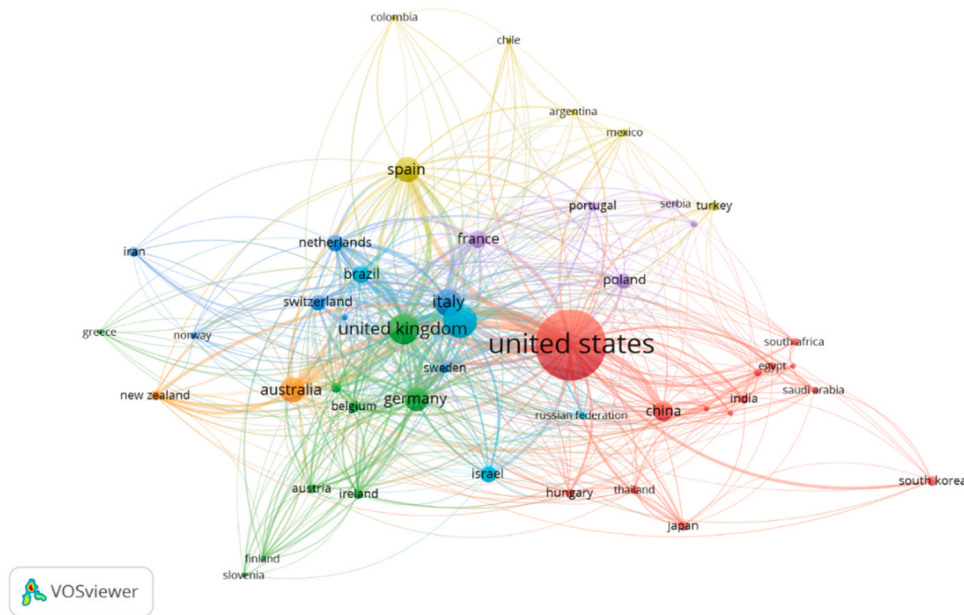 colombia
chile
argentina
mexico
spain
portugal
serbia
turkey
france
netherlands
iran
brazil
poland
switzerland
italy
united kingdom
norway
greece
united states
south africa
sweden
egypt
australia
saudi arabia
new zealand
germany
india
belgium
china
russian federation
israel
south korea
austria
ireland
hungary
thailand
japan
finland
slovenia
VOSviewer